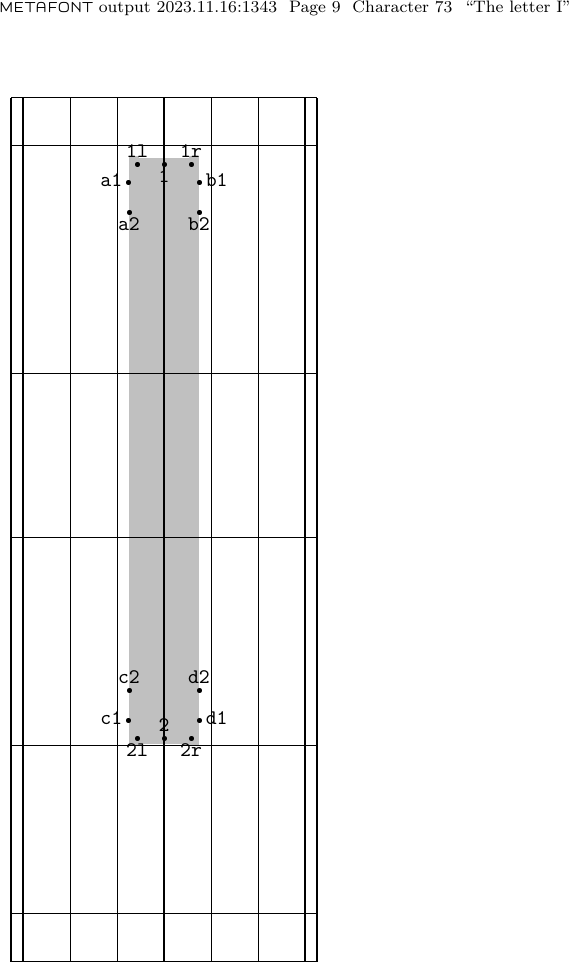 METAFONT output 2023.11.16:1343 Page 9 Character 73 “The letter I”
1l 1r
a1 1 b1
a2 b2
c2 d2
c1 2 d1
2l 2r